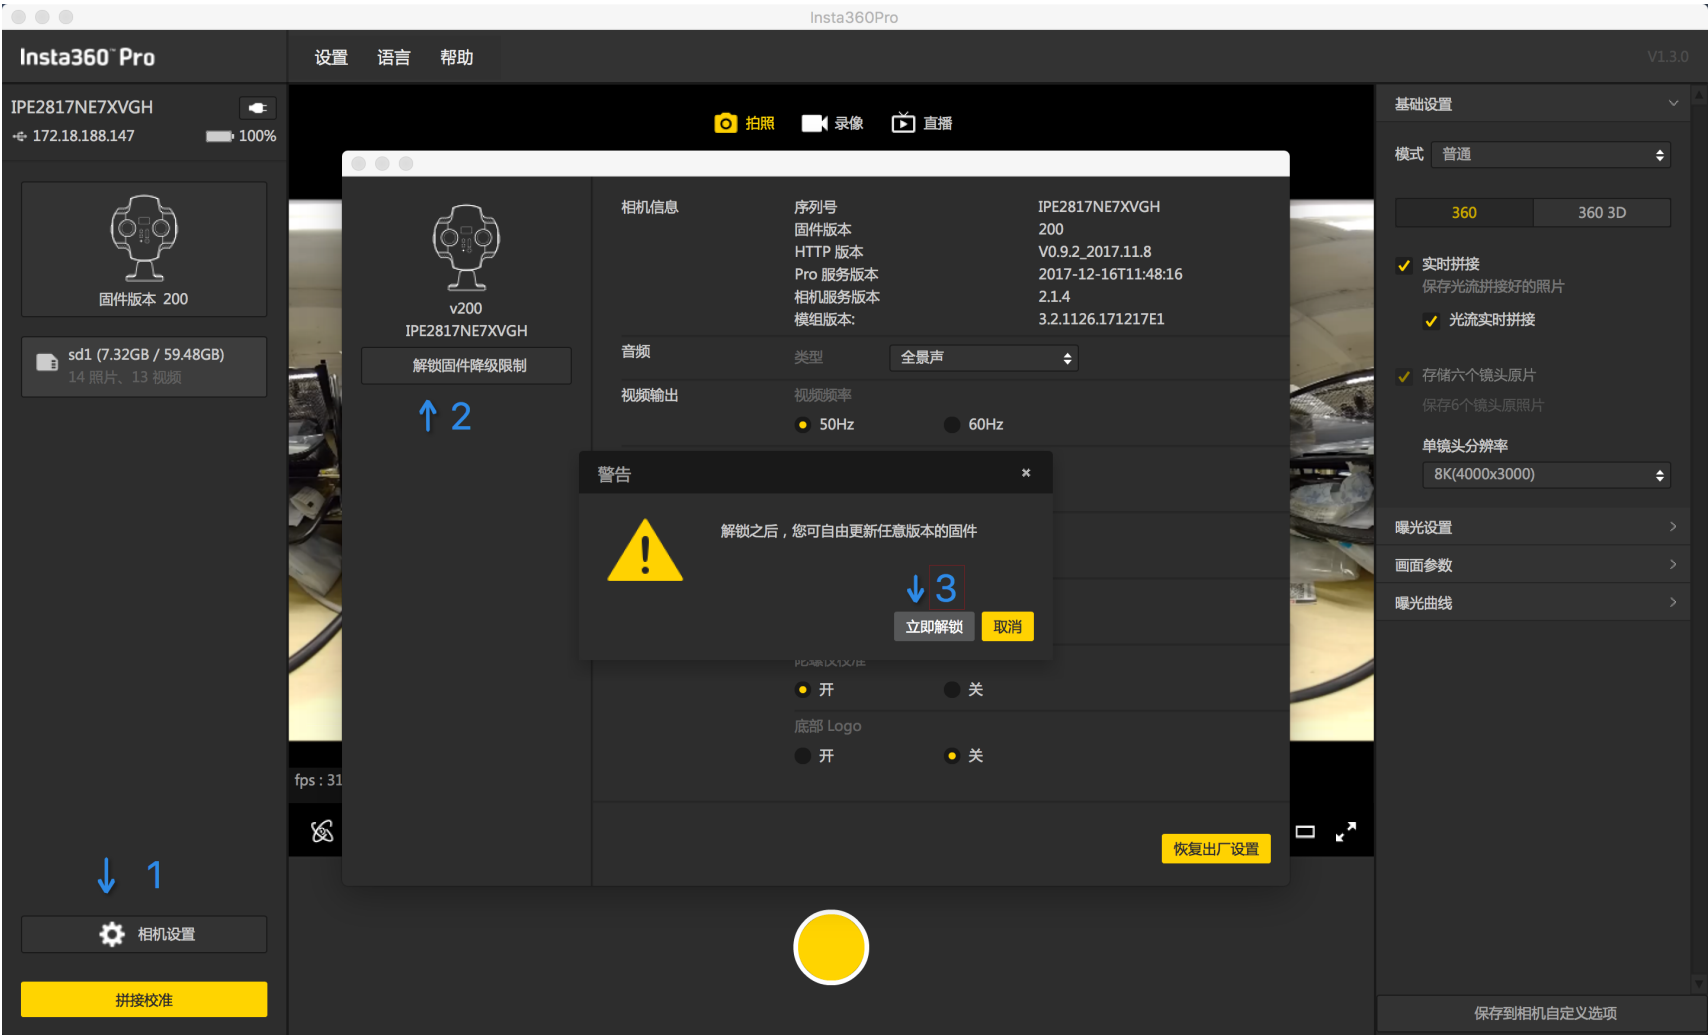 Insta360Pro
Insta360™ Pro
设置 语言 帮助
V1.3.0
IPE2817NE7XVGH
172.18.188.147 100%
固件版本 200
sd1 (7.32GB / 59.48GB)
14 照片、13 视频
↓ 1
相机设置
拼接校准
拍照 录像 直播
v200
IPE2817NE7XVGH
解锁固件降级限制
↑ 2
相机信息
序列号 IPE2817NE7XVGH
固件版本 200
HTTP 版本 V0.9.2_2017.11.8
Pro 服务版本 2017-12-16T11:48:16
相机服务版本 2.1.4
模组版本: 3.2.1126.171217E1
音频 类型 全景声
视频输出 视频频率
50Hz 60Hz
警告
解锁之后，您可自由更新任意版本的固件
↓ 3
立即解锁 取消
陀螺仪校准
开 关
底部 Logo
开 关
恢复出厂设置
fps : 31
基础设置
模式 普通
360 360 3D
实时拼接
保存光流拼接好的照片
光流实时拼接
存储六个镜头原片
保存6个镜头原照片
单镜头分辨率
8K(4000x3000)
曝光设置
画面参数
曝光曲线
保存到相机自定义选项